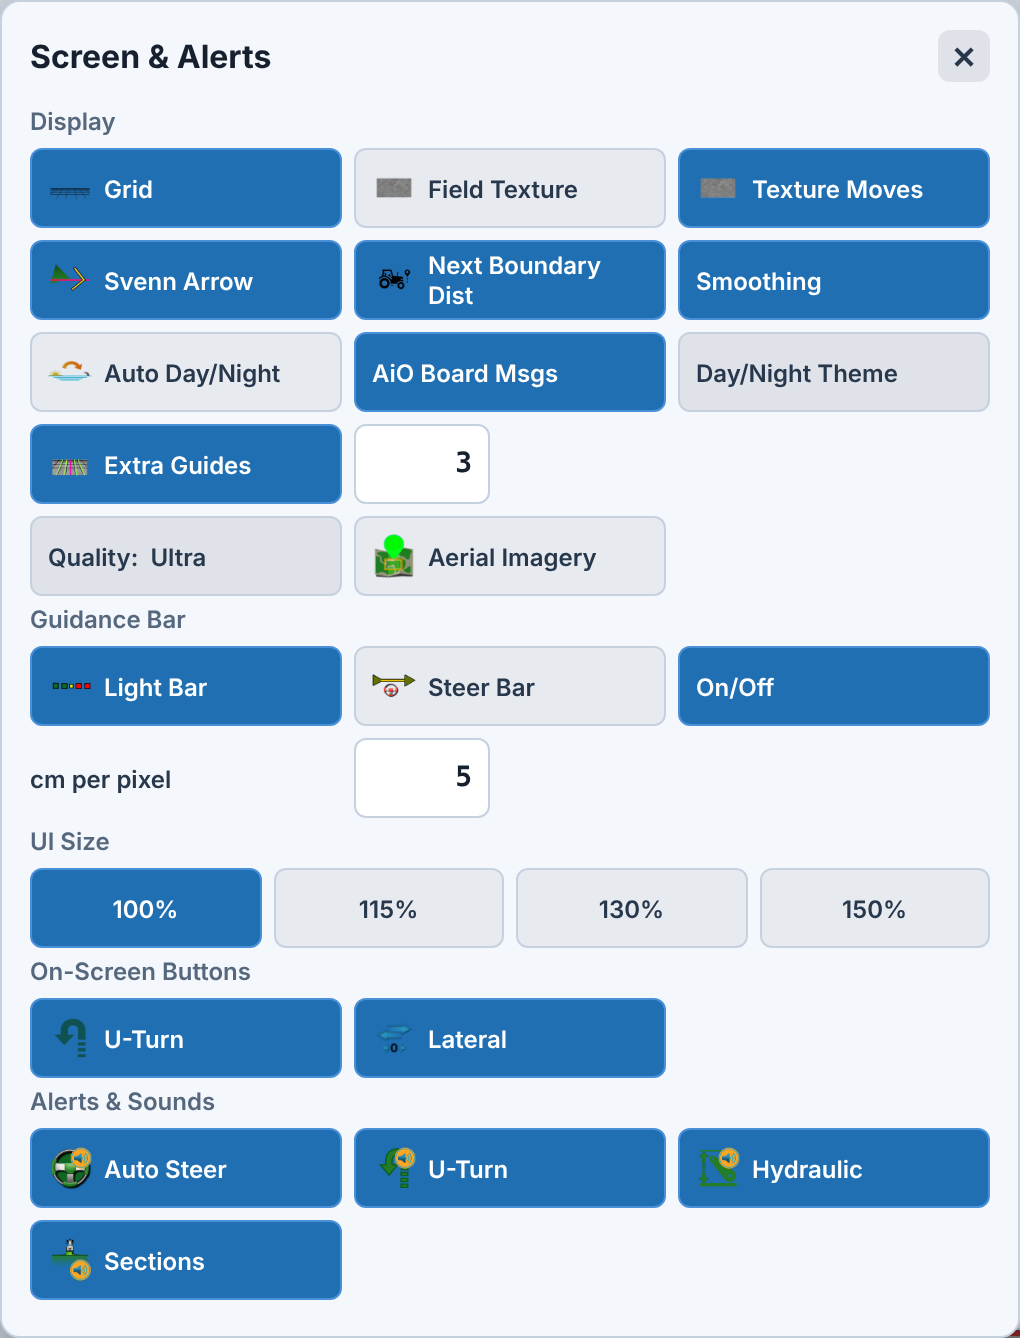 Screen & Alerts
Display
Grid
Field Texture
Texture Moves
Svenn Arrow
Next Boundary
Dist
Smoothing
Auto Day/Night
AiO Board Msgs
Day/Night Theme
Extra Guides
3
Quality: Ultra
Aerial Imagery
Guidance Bar
Light Bar
Steer Bar
On/Off
cm per pixel
5
UI Size
100%
115%
130%
150%
On-Screen Buttons
U-Turn
0
Lateral
Alerts & Sounds
Auto Steer
U-Turn
Hydraulic
Sections